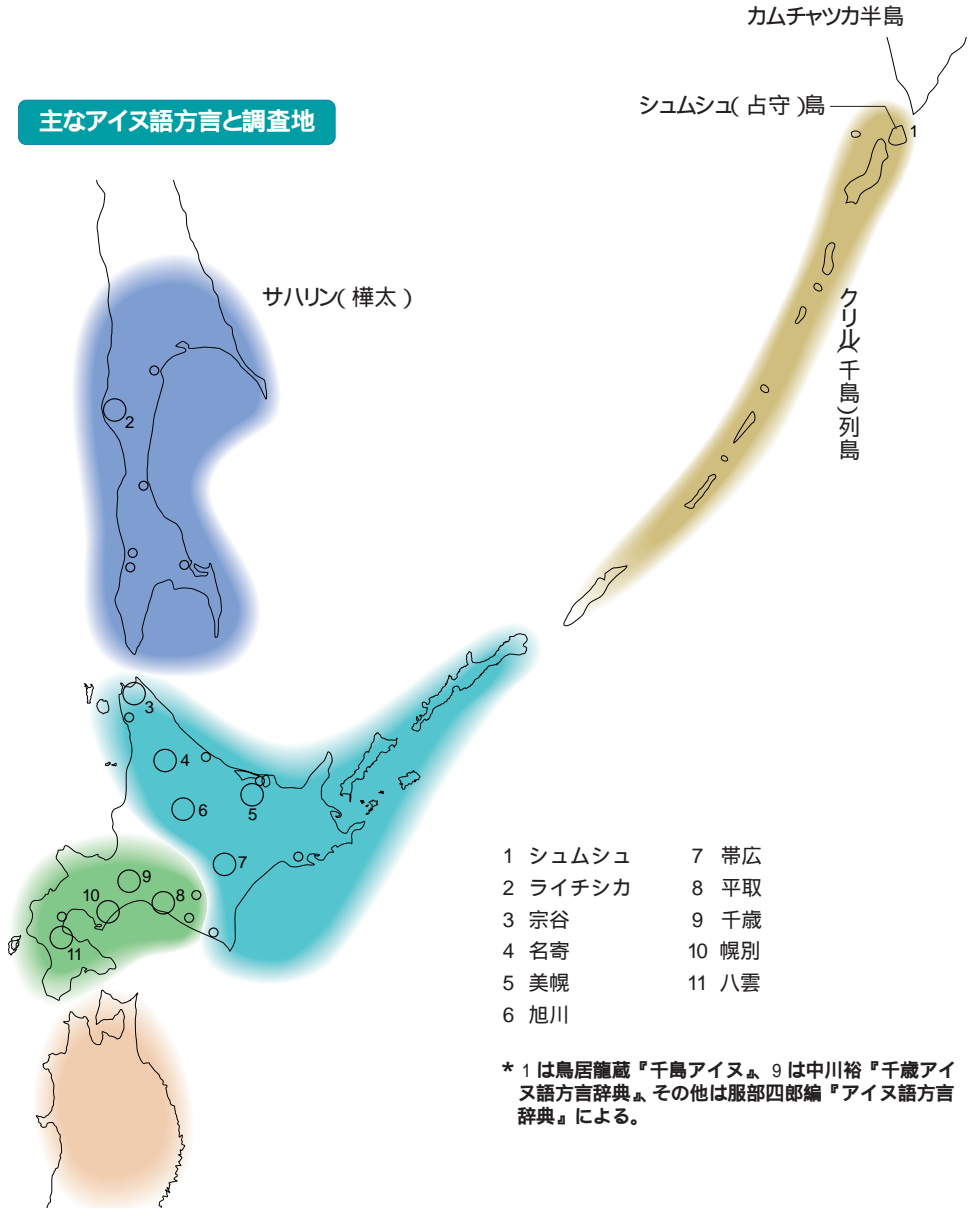 カムチャツカ半島
シュムシュ(占守)島
1
主なアイヌ語方言と調査地
サハリン(樺太)
クリル(千島)列島
2
3
4
5
6
7
8
9
10
11
1 シュムシュ 7 帯広
2 ライチシカ 8 平取
3 宗谷 9 千歳
4 名寄 10 幌別
5 美幌 11 八雲
6 旭川
* 1は鳥居龍蔵『千島アイヌ』、9は中川裕『千歳アイ
ヌ語方言辞典』、その他は服部四郎編『アイヌ語方言
辞典』による。